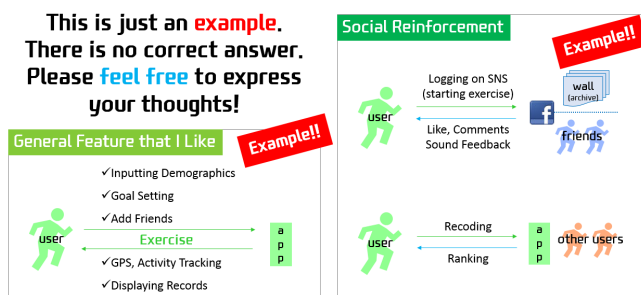 This is just an example.
There is no correct answer.
Please feel free to express
your thoughts!
General Feature that I Like
Example!!
✓Inputting Demographics
✓Goal Setting
✓Add Friends
user
Exercise
app
✓GPS, Activity Tracking
✓Displaying Records
Social Reinforcement
Example!!
Logging on SNS
(starting exercise)
user
Like, Comments
Sound Feedback
f
wall
(archive)
friends
user
Recoding
Ranking
app
other users